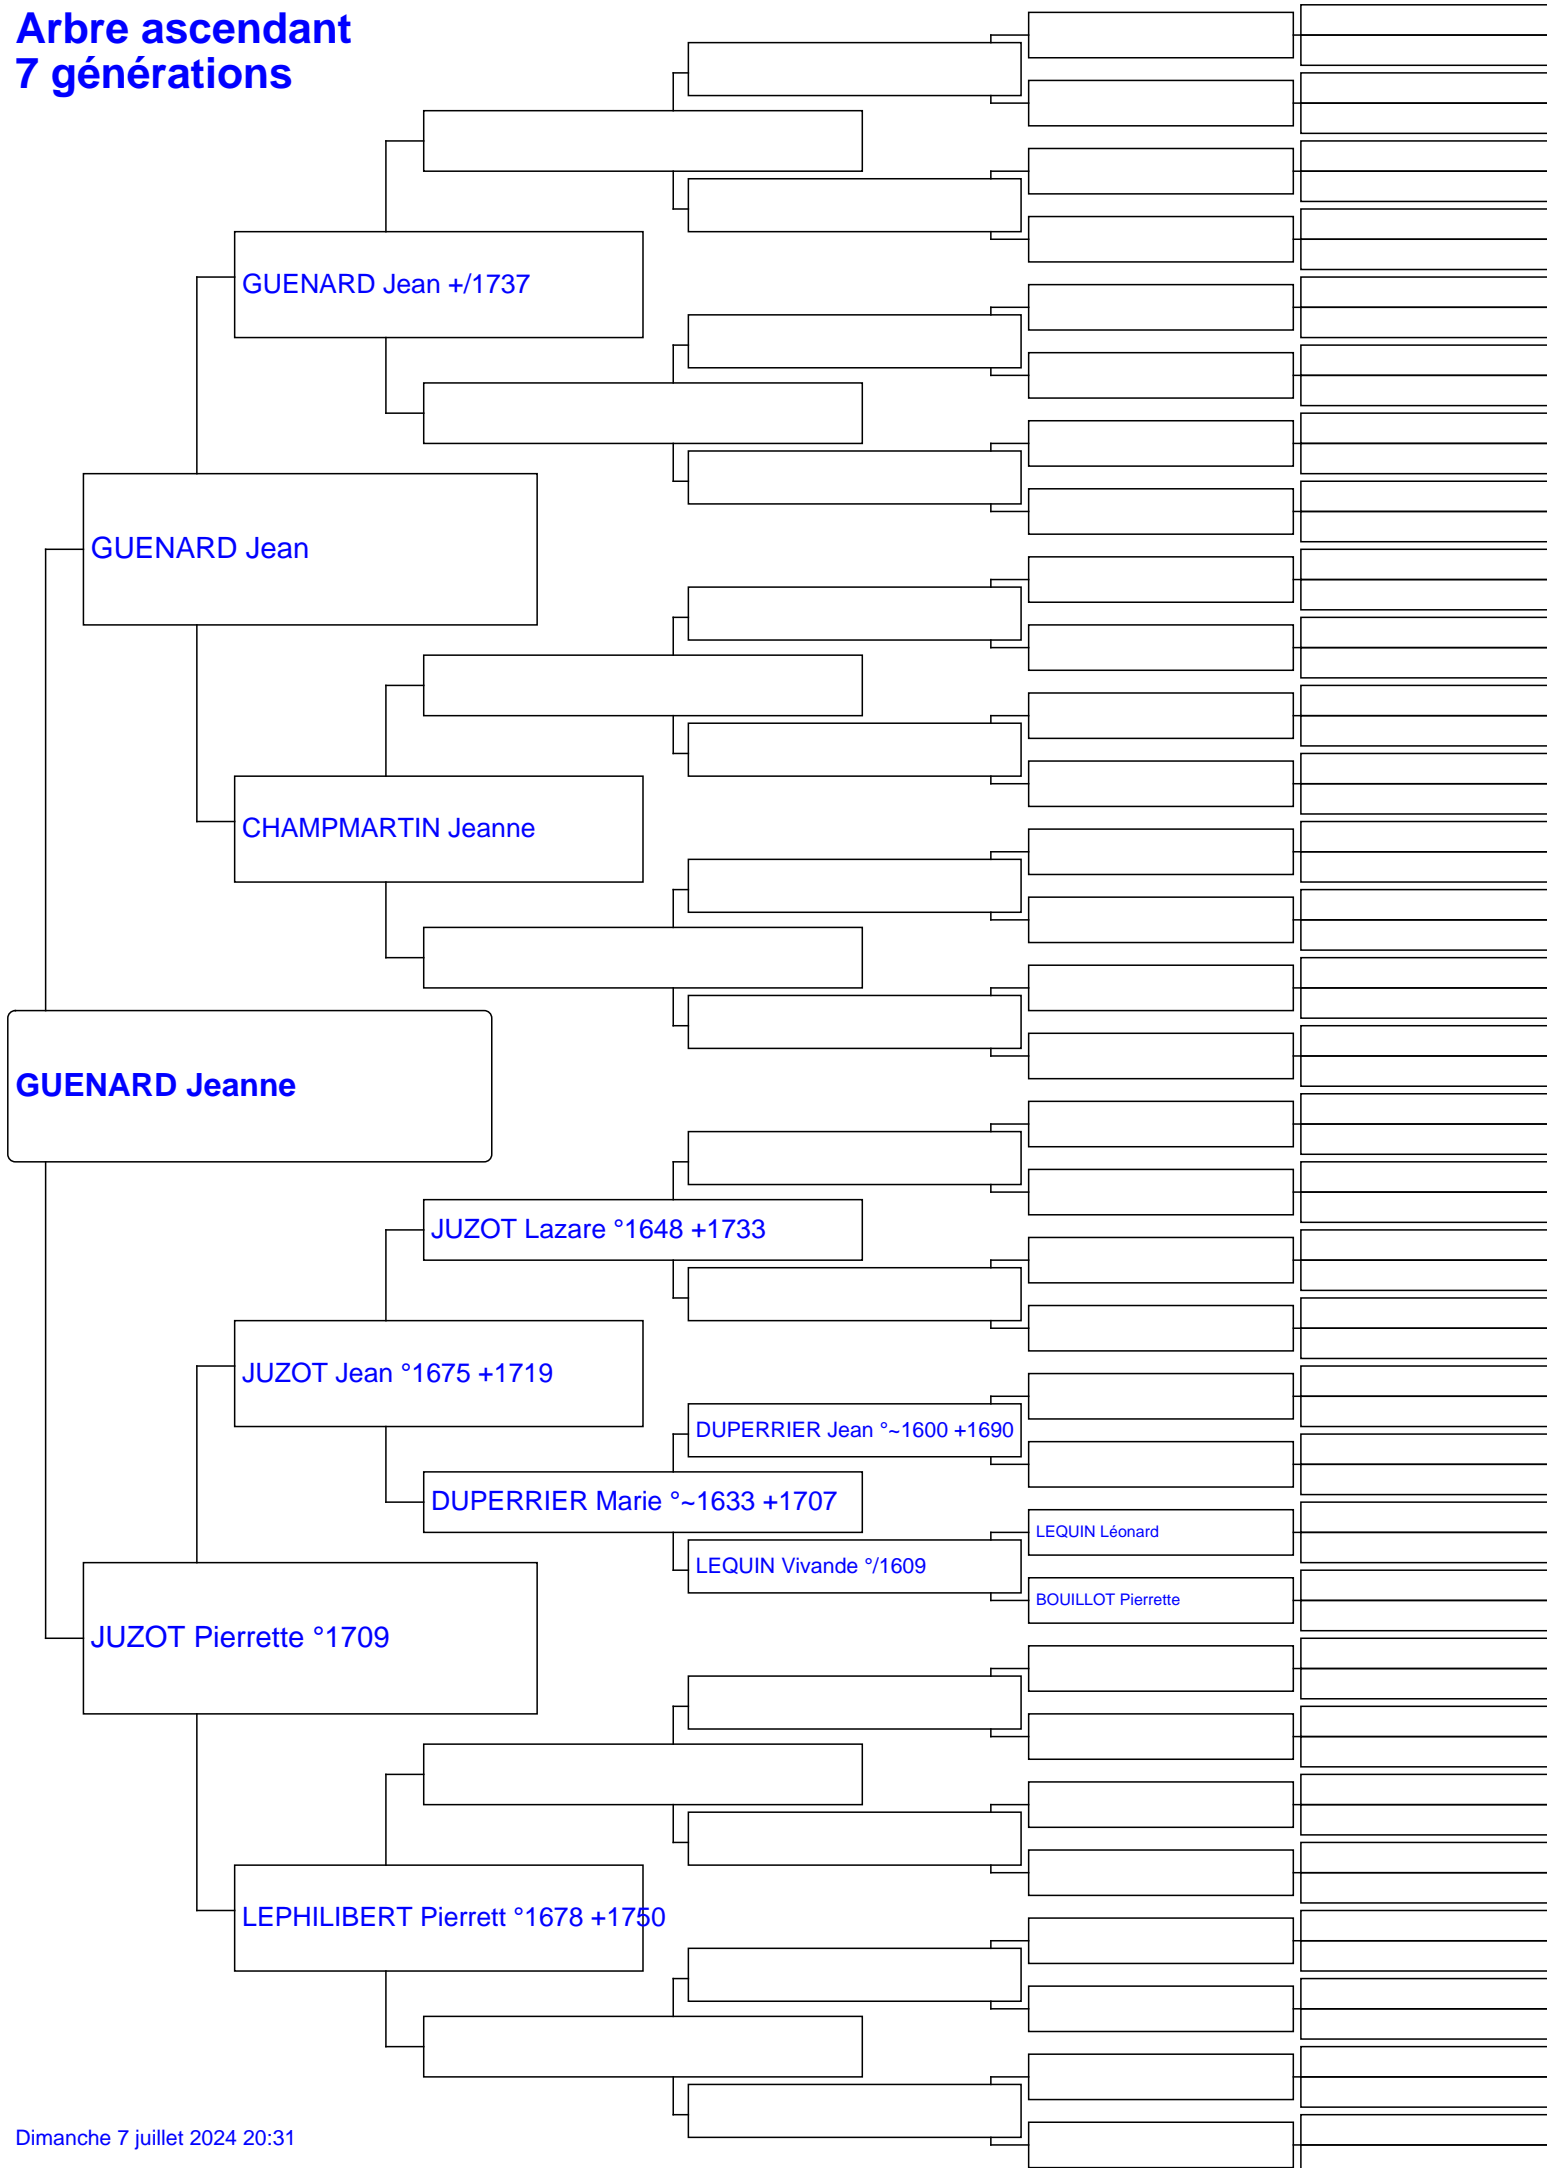 Arbre ascendant
7 générations
GUENARD Jean +/1737
GUENARD Jean
CHAMPMARTIN Jeanne
GUENARD Jeanne
JUZOT Lazare °1648 +1733
JUZOT Jean °1675 +1719
DUPERRIER Jean °~1600 +1690
DUPERRIER Marie °~1633 +1707
LEQUIN Léonard
LEQUIN Vivande °/1609
BOUILLOT Pierrette
JUZOT Pierrette °1709
LEPHILIBERT Pierrett °1678 +1750
Dimanche 7 juillet 2024 20:31